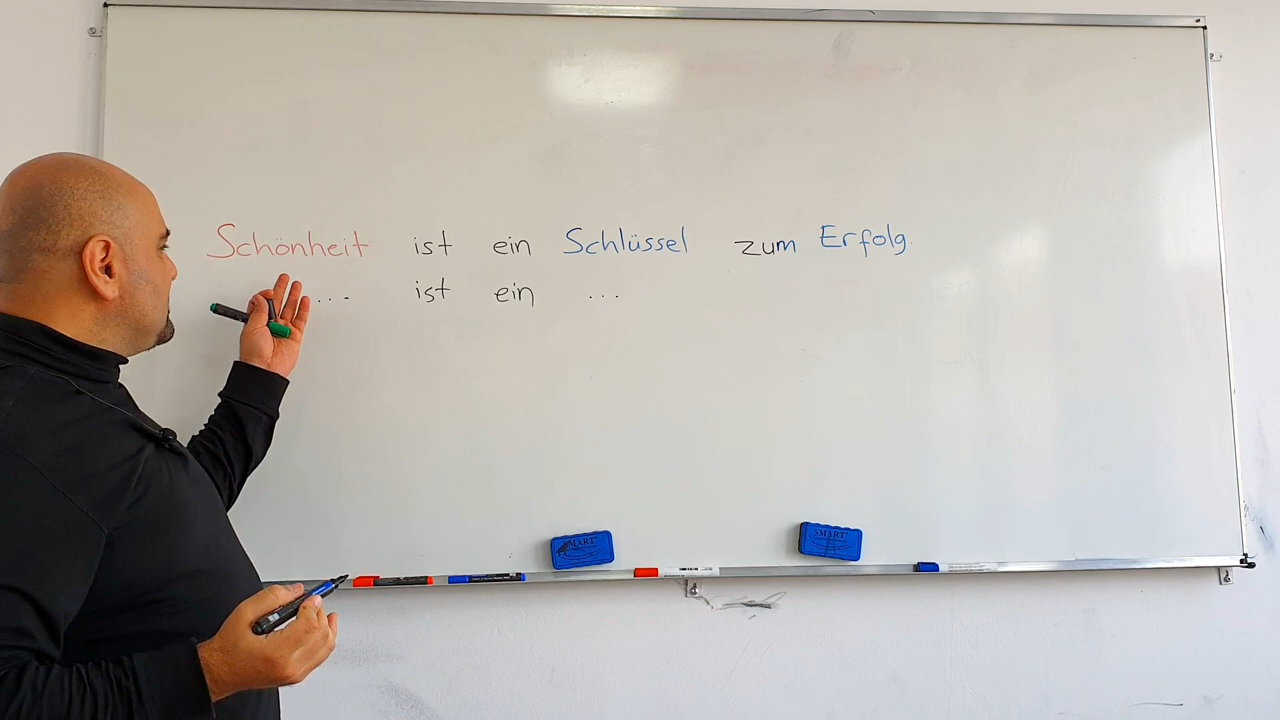 Schönheit ist ein Schlüssel zum Erfolg.
... ist ein ...
SMART
SMART